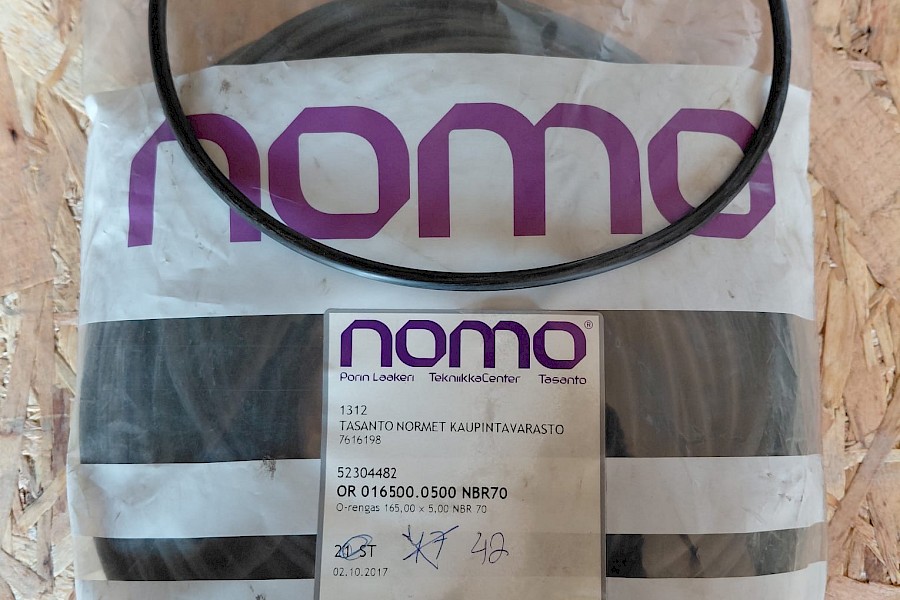 nomo
nomo®
Porin Laakeri TekniikkaCenter Tasanto
1312
TASANTO NORMET KAUPINTAVARASTO
7616198
52304482
OR 016500.0500 NBR70
O-rengas 165,00 x 5,00 NBR 70
21 ST 42
02.10.2017